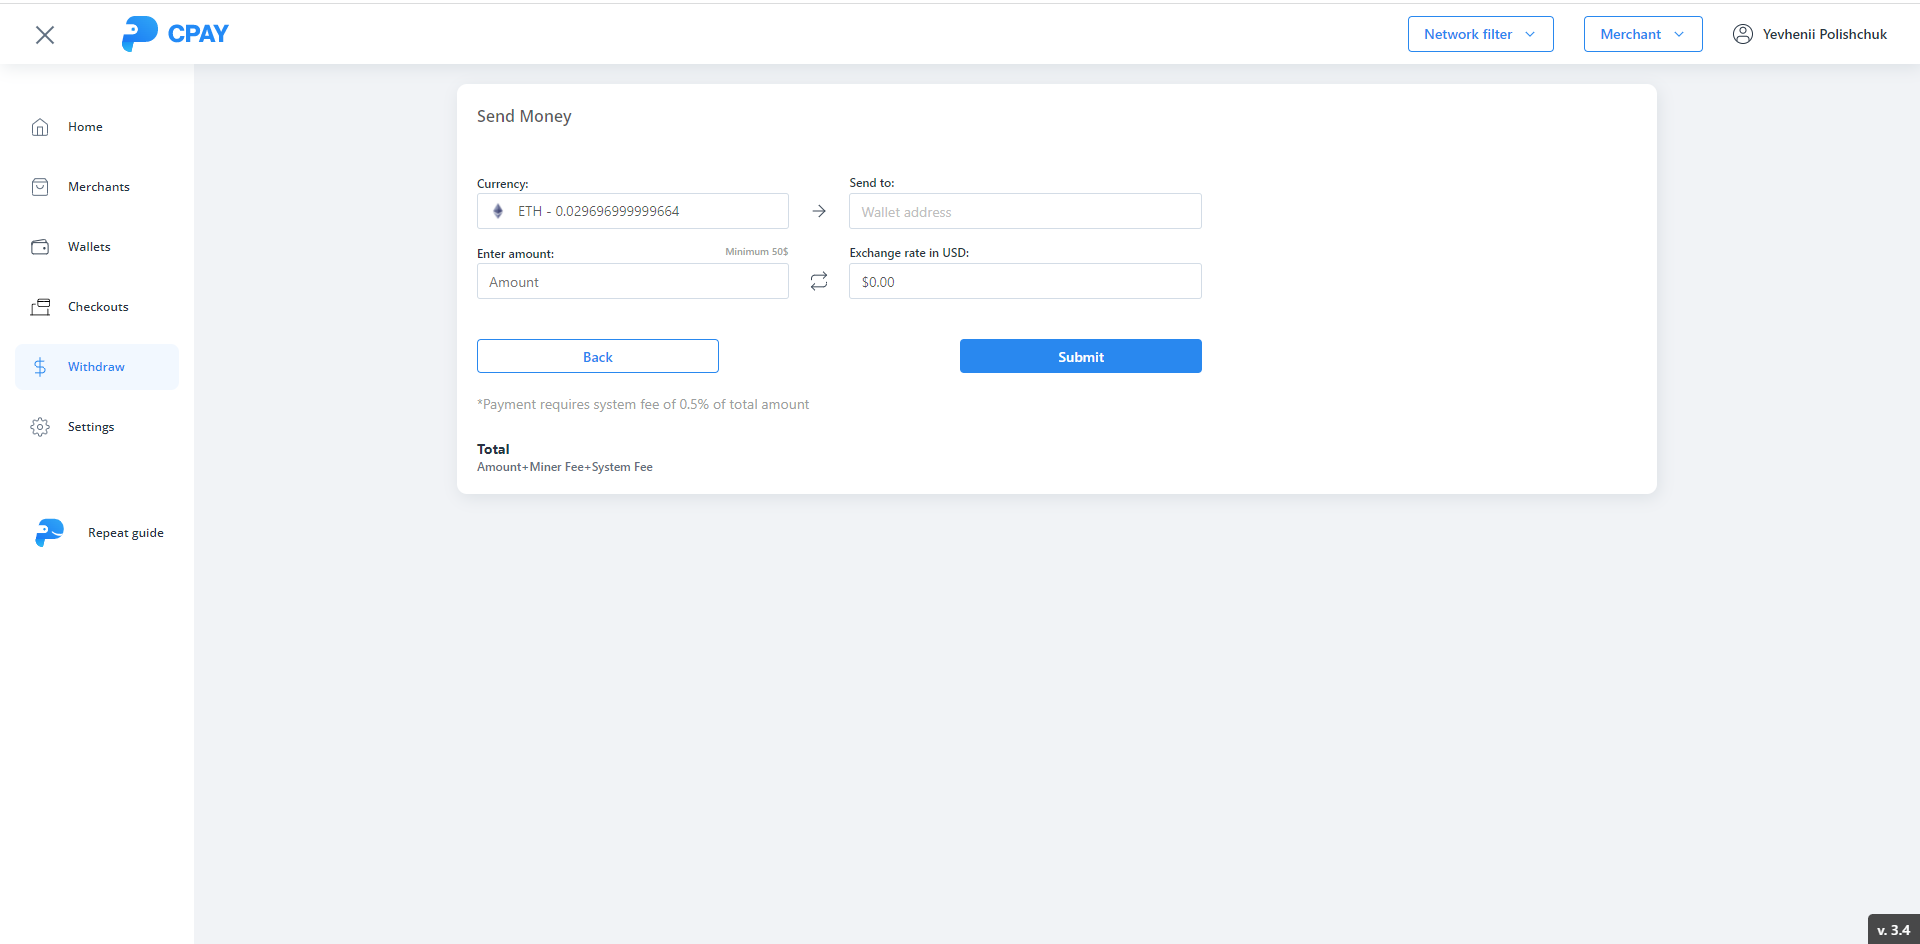 CPAY
Network filter
Merchant
Yevhenii Polishchuk
Home
Merchants
Wallets
Checkouts
Withdraw
Settings
Repeat guide
Send Money
Currency:
Send to:
ETH - 0.029696999999664
Wallet address
Enter amount:
Minimum 50$
Exchange rate in USD:
Amount
$0.00
Back
Submit
*Payment requires system fee of 0.5% of total amount
Total
Amount+Miner Fee+System Fee
v. 3.4